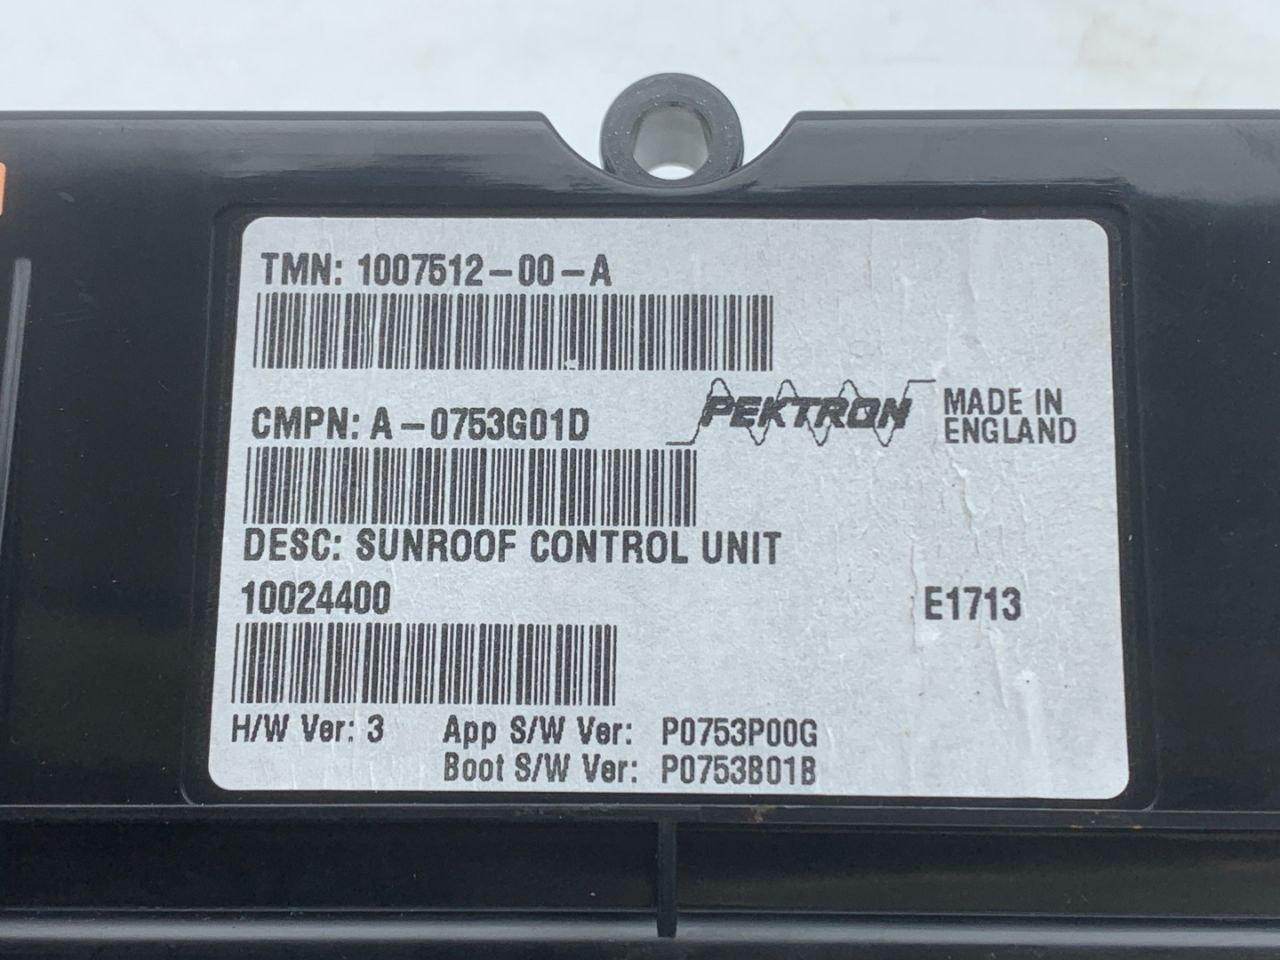 TMN: 1007512-00-A
CMPN: A-0753G01D
PEKTRON
MADE IN
ENGLAND
DESC: SUNROOF CONTROL UNIT
10024400
E1713
H/W Ver: 3 App S/W Ver: P0753P00G
Boot S/W Ver: P0753B01B